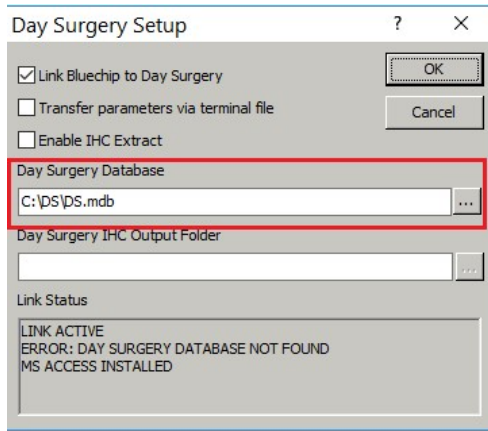 Day Surgery Setup ? ×
Link Bluechip to Day Surgery
OK
Transfer parameters via terminal file
Cancel
Enable IHC Extract
Day Surgery Database
C:\DS\DS.mdb ...
Day Surgery IHC Output Folder
...
Link Status
LINK ACTIVE
ERROR: DAY SURGERY DATABASE NOT FOUND
MS ACCESS INSTALLED